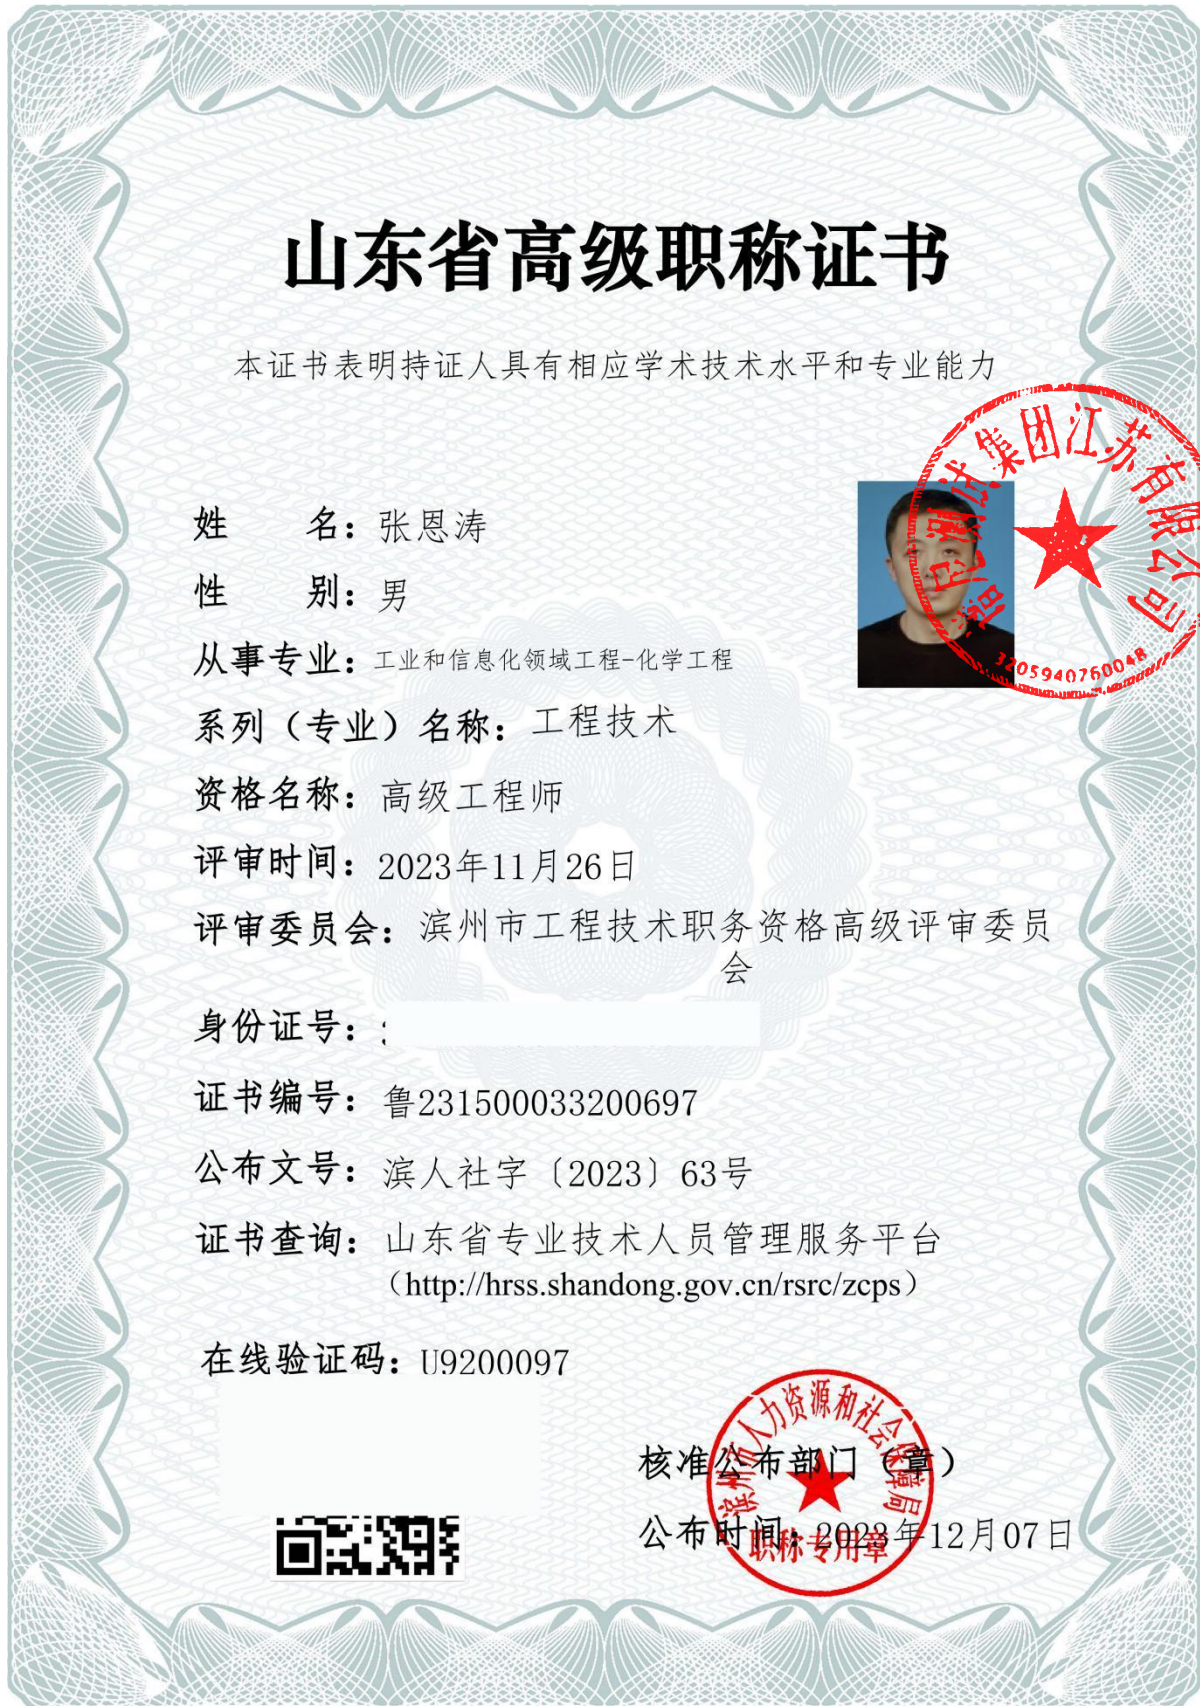 山东省高级职称证书
本证书表明持证人具有相应学术技术水平和专业能力
姓 名：张恩涛
性 别：男
从事专业：工业和信息化领域工程-化学工程
系列（专业）名称：工程技术
资格名称：高级工程师
评审时间：2023年11月26日
评审委员会：滨州市工程技术职务资格高级评审委员
会
身份证号：
证书编号：鲁231500033200697
公布文号：滨人社字〔2023〕63号
证书查询：山东省专业技术人员管理服务平台
（http://hrss.shandong.gov.cn/rsrc/zcps）
在线验证码：U9200097
核准公布部门（章）
公布时间：2023年12月07日
滨州市人力资源和社会保障局
职称专用章
测试集团江苏有限公司
3205940760048